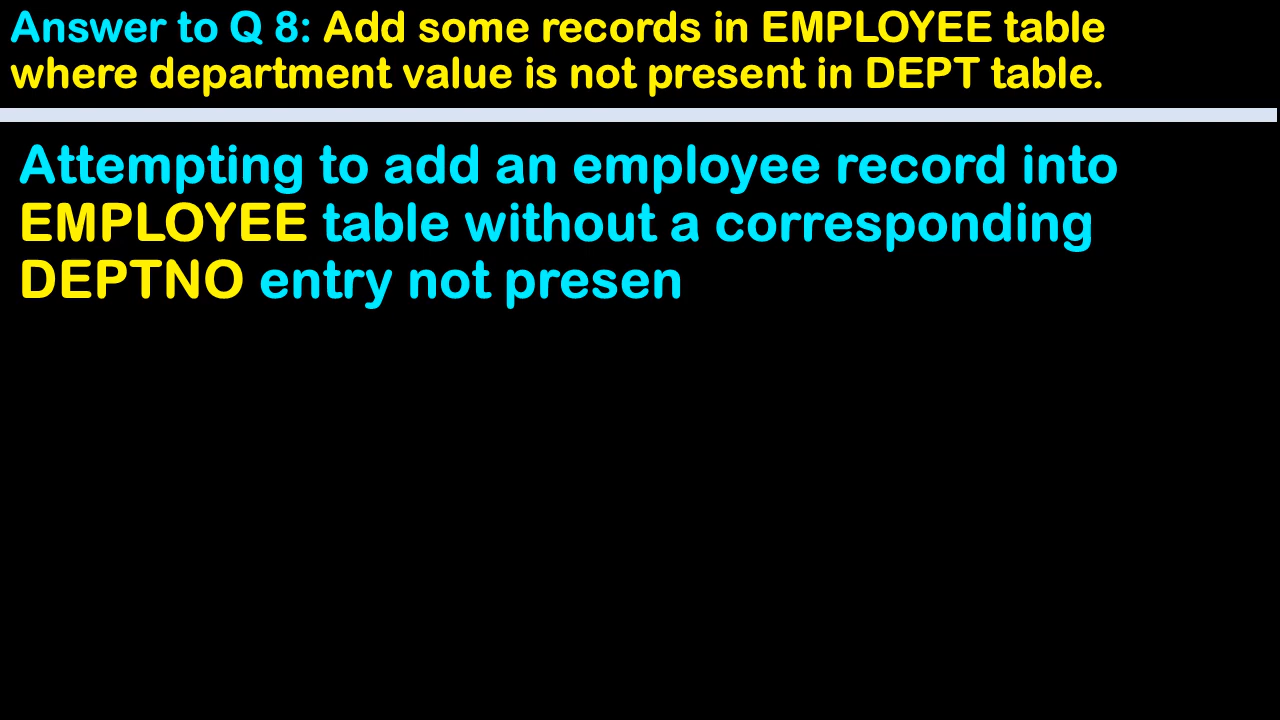 Answer to Q 8: Add some records in EMPLOYEE table
where department value is not present in DEPT table.
Attempting to add an employee record into
EMPLOYEE table without a corresponding
DEPTNO entry not presen